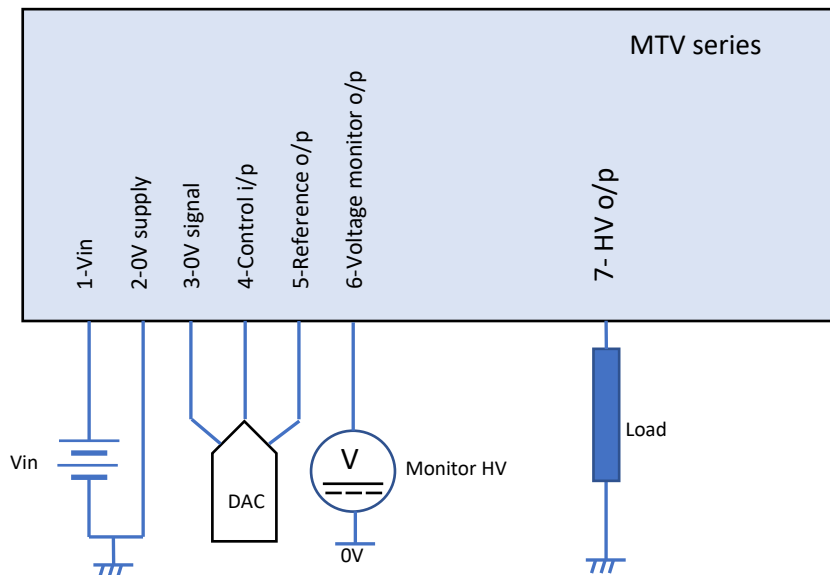 MTV series
1-Vin
2-0V supply
3-0V signal
4-Control i/p
5-Reference o/p
6-Voltage monitor o/p
7- HV o/p
Vin
DAC
V
Monitor HV
0V
Load